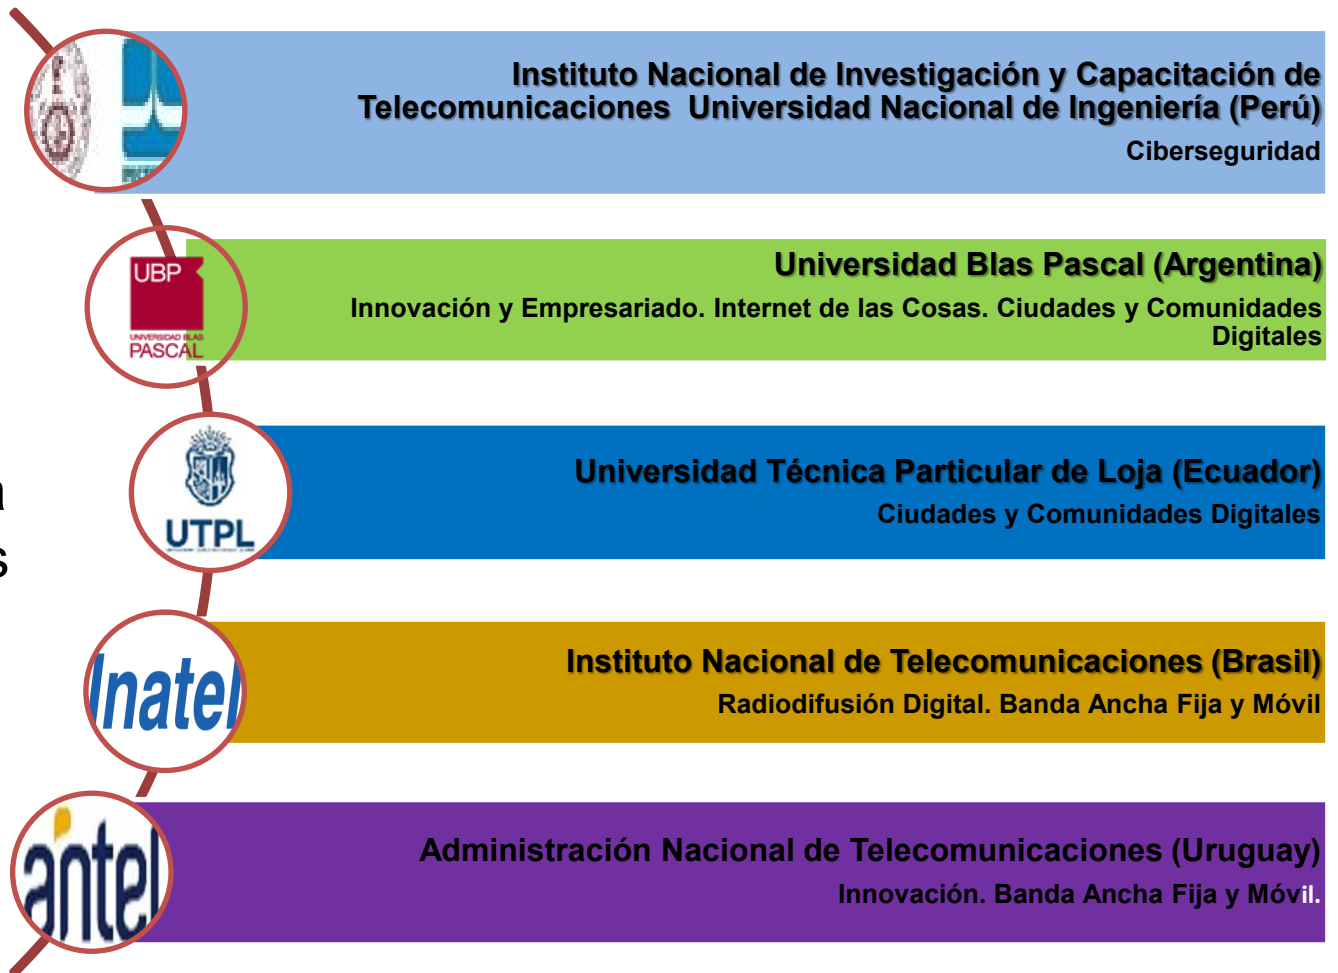 Instituto Nacional de Investigación y Capacitación de
Telecomunicaciones Universidad Nacional de Ingeniería (Perú)
Ciberseguridad
UBP
UNIVERSIDAD BLAS
PASCAL
Universidad Blas Pascal (Argentina)
Innovación y Empresariado. Internet de las Cosas. Ciudades y Comunidades
Digitales
a
s
UTPL
Universidad Técnica Particular de Loja (Ecuador)
Ciudades y Comunidades Digitales
Inatel
Instituto Nacional de Telecomunicaciones (Brasil)
Radiodifusión Digital. Banda Ancha Fija y Móvil
antel
Administración Nacional de Telecomunicaciones (Uruguay)
Innovación. Banda Ancha Fija y Móvil.